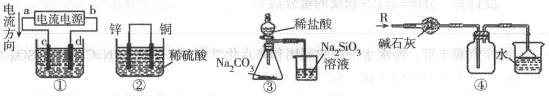 电流方向
a 电流电源 b
c d
①
锌 铜
稀硫酸
②
稀盐酸
Na₂CO₃
Na₂SiO₃
溶液
③
R
碱石灰
水
④